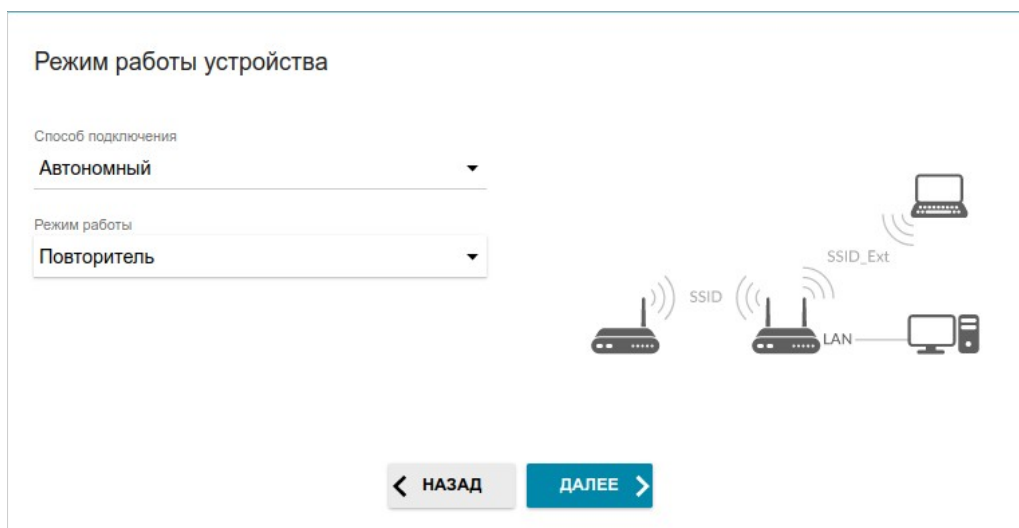 Режим работы устройства
Способ подключения
Автономный
Режим работы
Повторитель
SSID_Ext
SSID
LAN
НАЗАД
ДАЛЕЕ